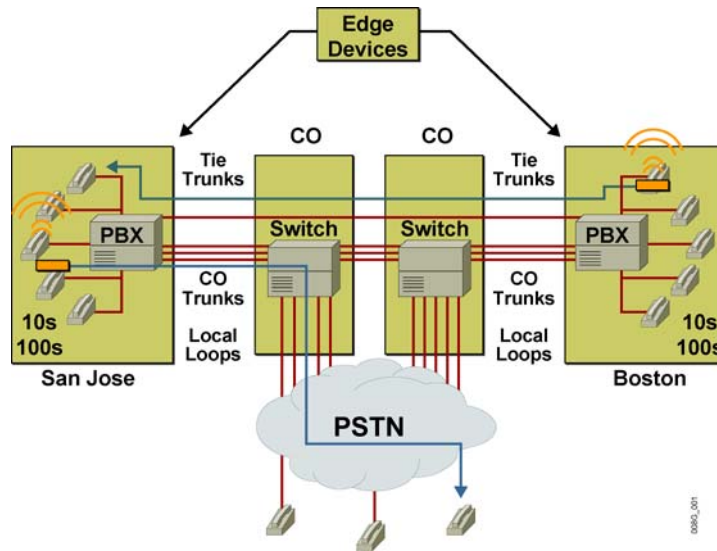 Edge
Devices
CO
CO
Tie
Trunks
Tie
Trunks
PBX
Switch
Switch
PBX
CO
Trunks
CO
Trunks
10s
100s
10s
100s
Local
Loops
Local
Loops
San Jose
Boston
PSTN
008G_001